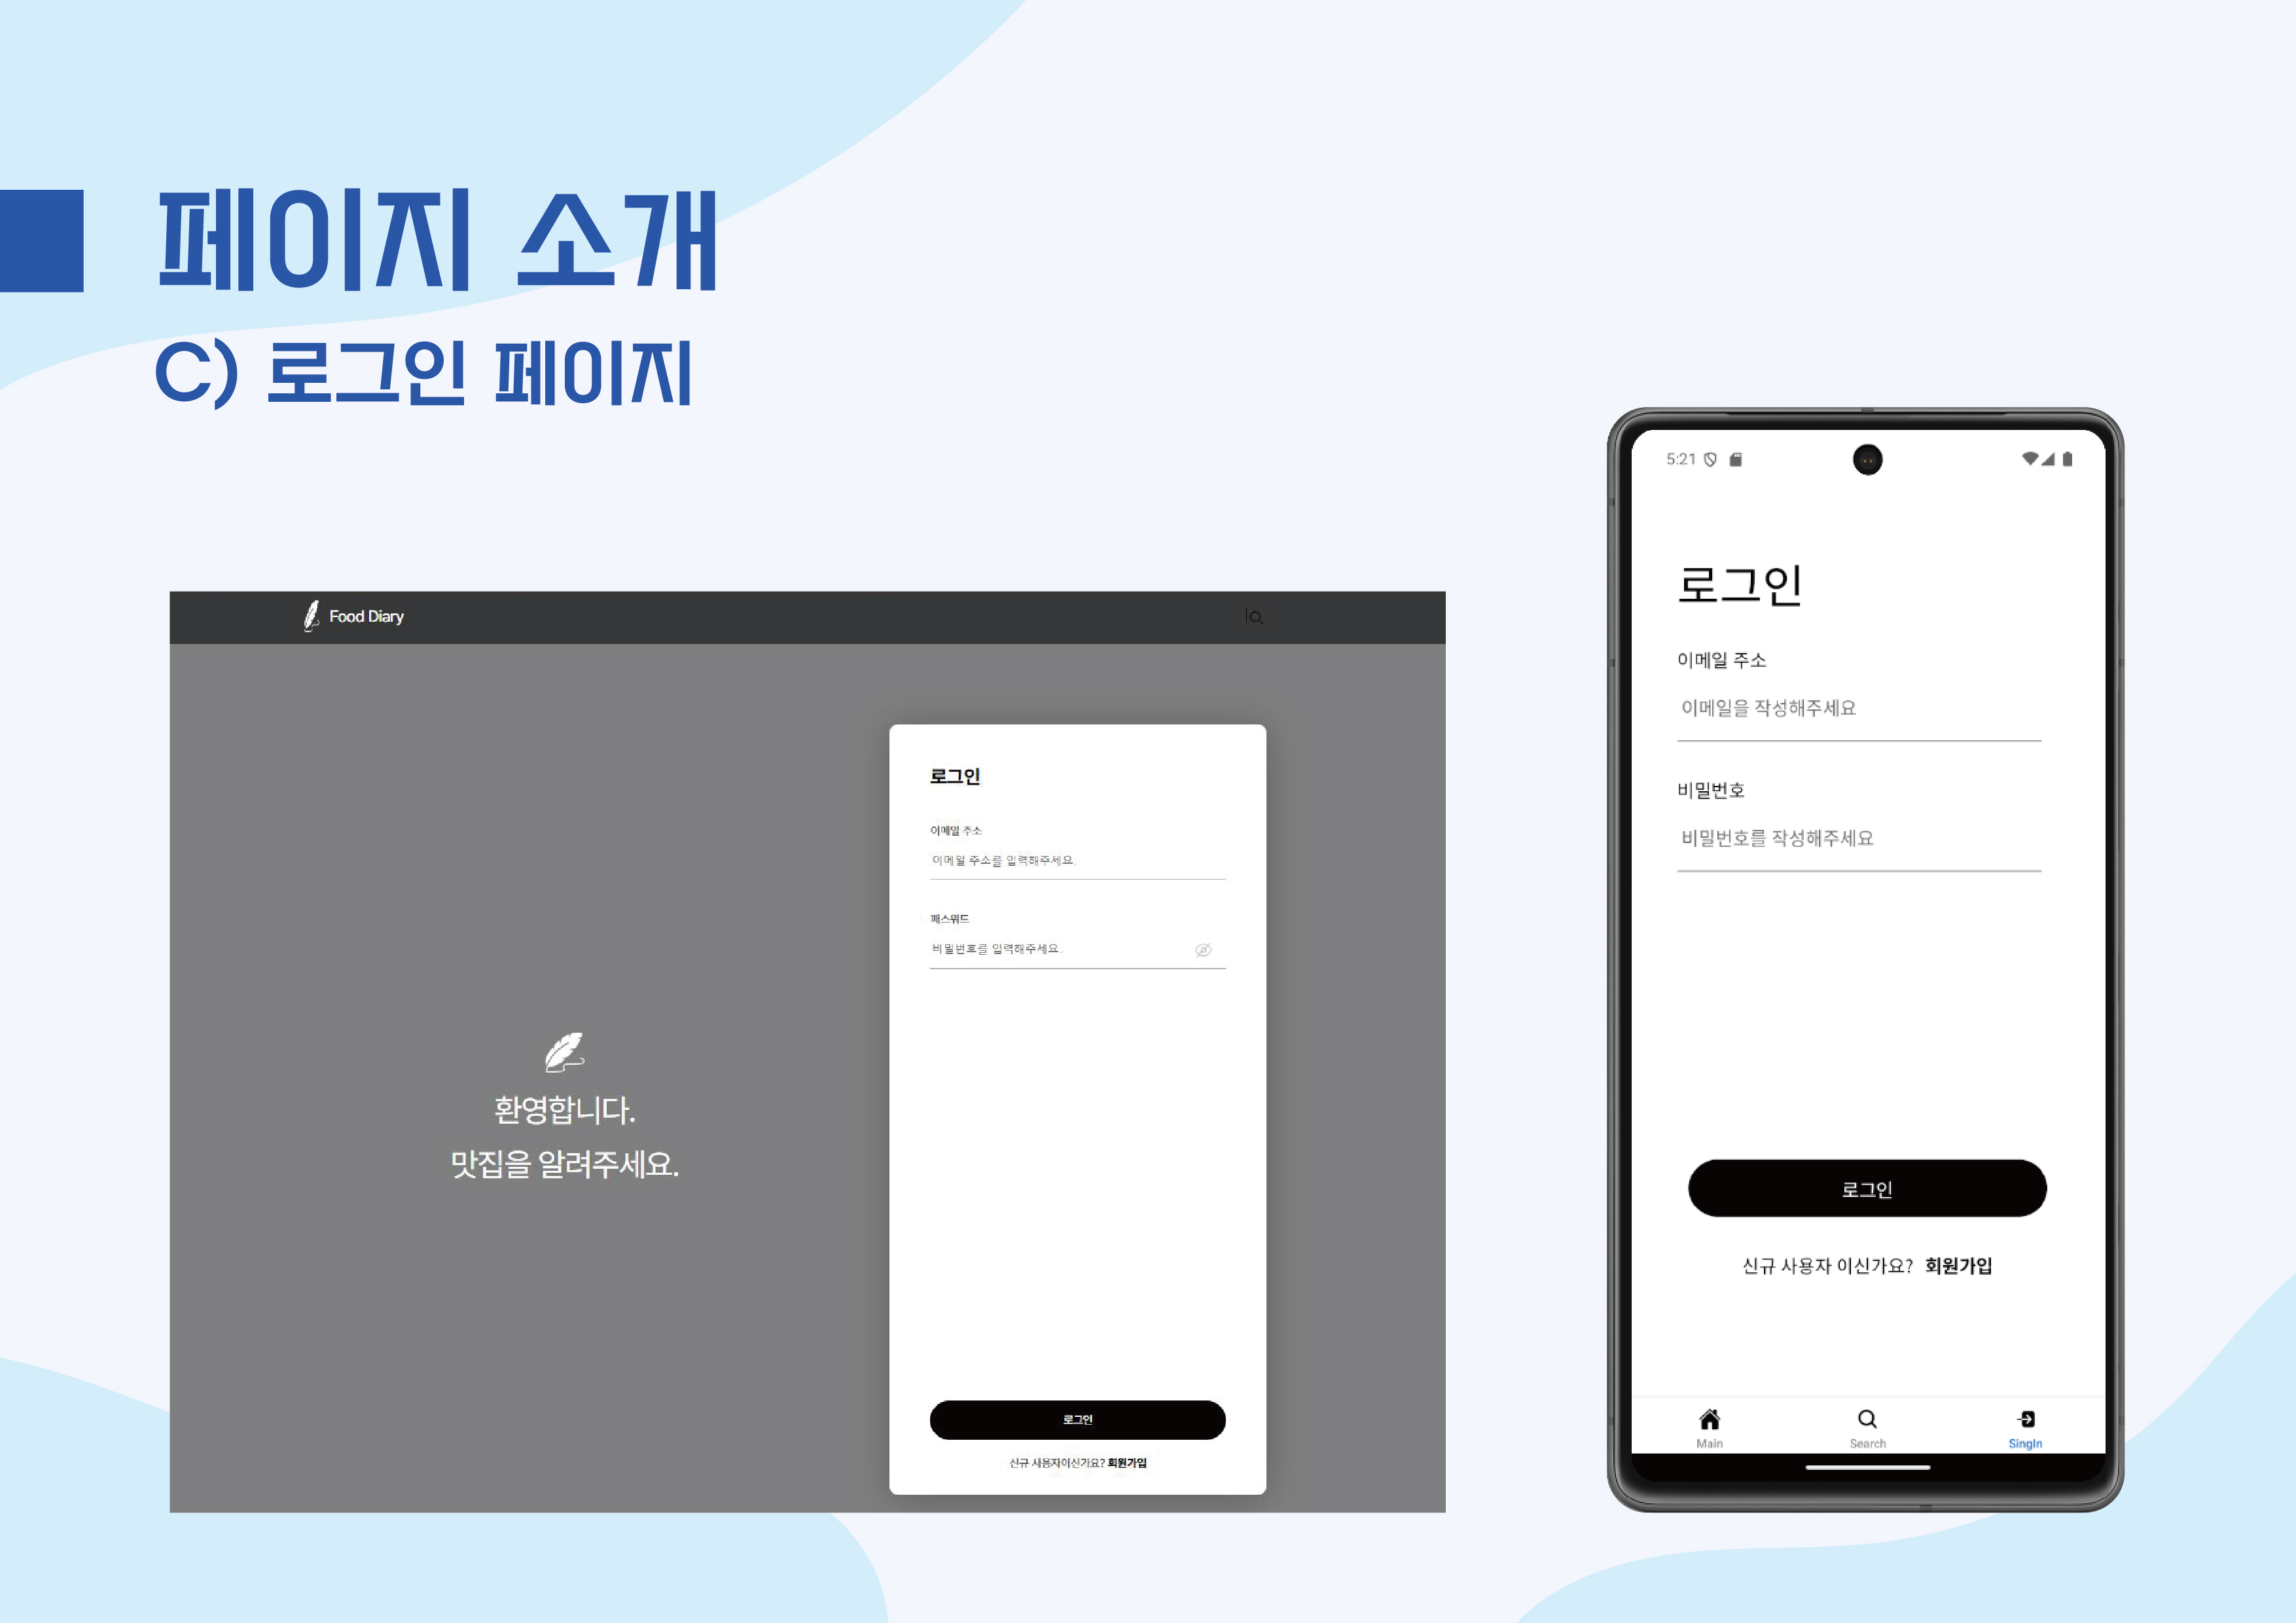 페이지 소개
C) 로그인 페이지
Food Diary
환영합니다.
맛집을 알려주세요.
로그인
이메일 주소
이메일 주소를 입력해주세요.
패스워드
비밀번호를 입력해주세요.
로그인
신규 사용자이신가요? 회원가입
5:21
로그인
이메일 주소
이메일을 작성해주세요
비밀번호
비밀번호를 작성해주세요
로그인
신규 사용자 이신가요? 회원가입
Main Search SingIn